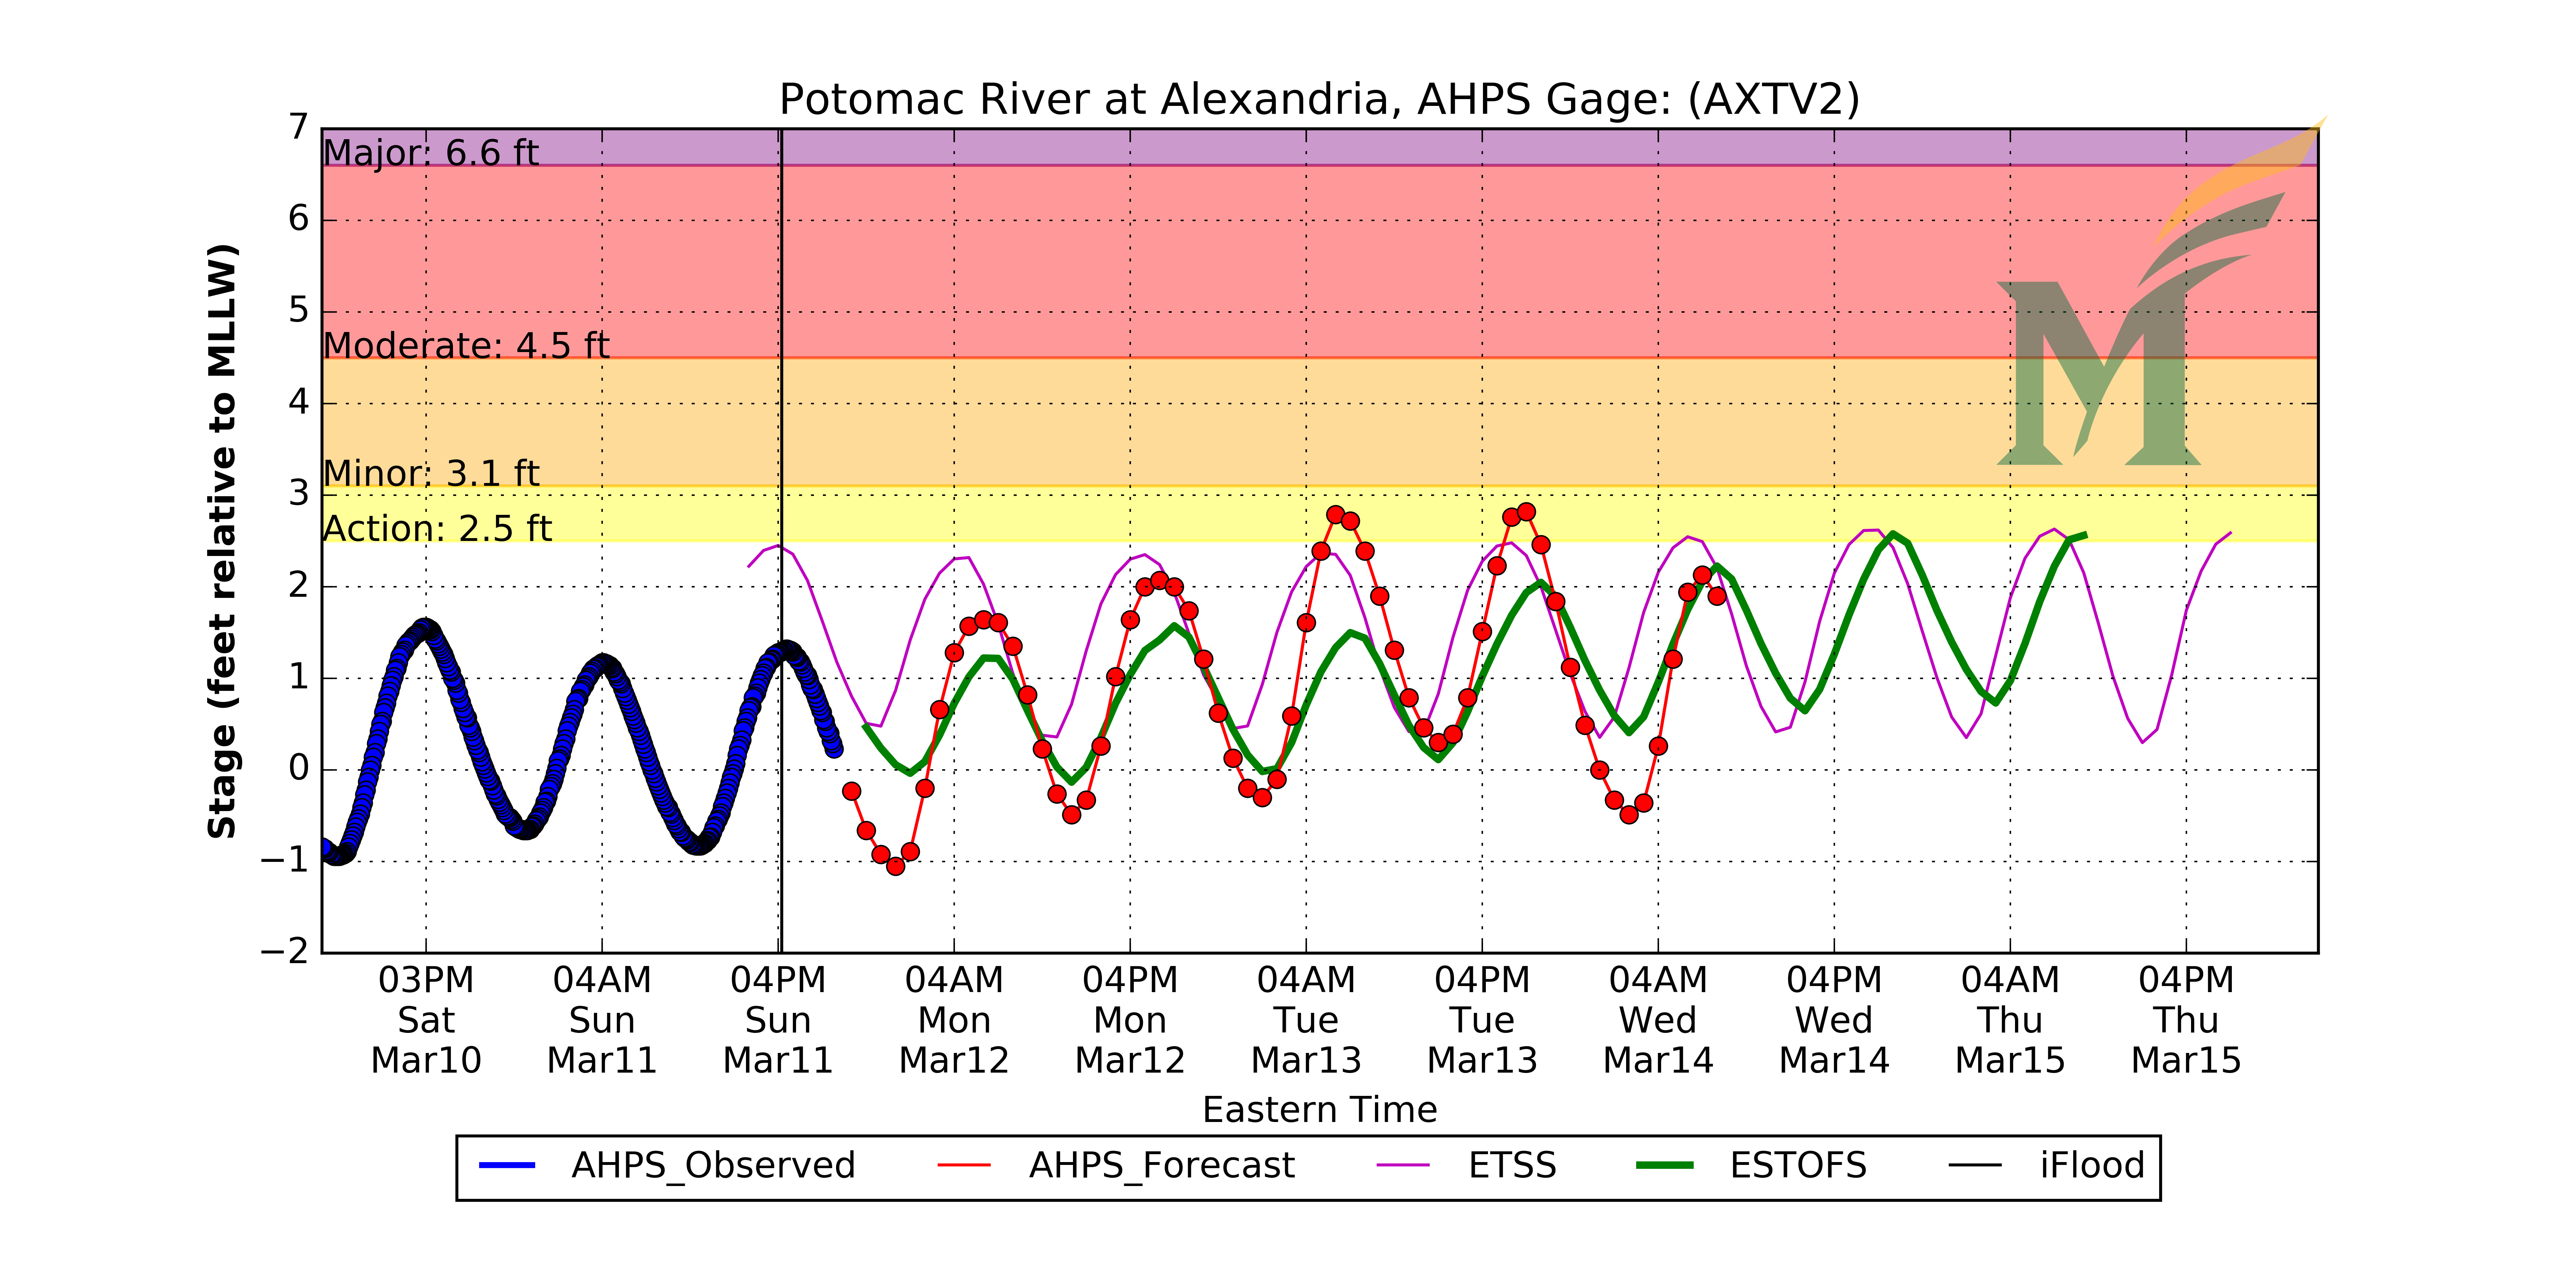 Potomac River at Alexandria, AHPS Gage: (AXTV2)
Stage (feet relative to MLLW)
7
6
5
4
3
2
1
0
−1
−2
Major: 6.6 ft
Moderate: 4.5 ft
Minor: 3.1 ft
Action: 2.5 ft
M
03PM 04AM 04PM 04AM 04PM 04AM 04PM 04AM 04PM 04AM 04PM
Sat Sun Sun Mon Mon Tue Tue Wed Wed Thu Thu
Mar10 Mar11 Mar11 Mar12 Mar12 Mar13 Mar13 Mar14 Mar14 Mar15 Mar15
Eastern Time
AHPS_Observed AHPS_Forecast ETSS ESTOFS iFlood